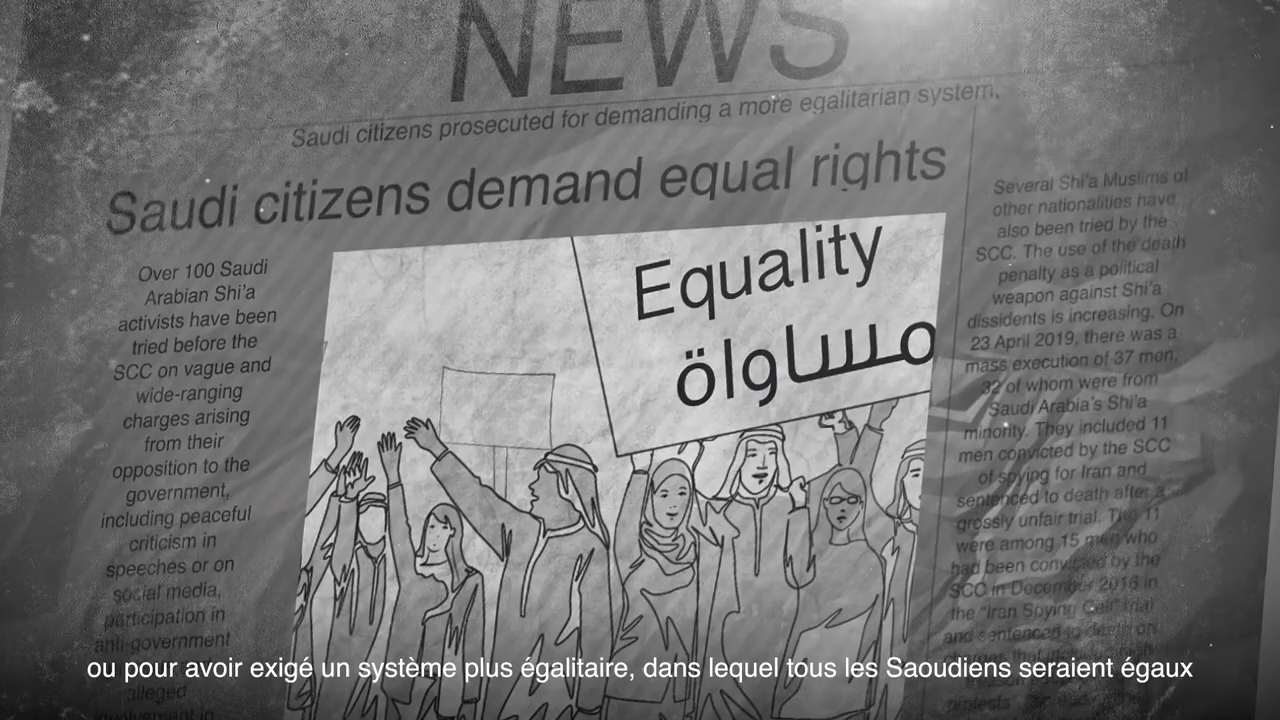 NEWS
Saudi citizens prosecuted for demanding a more egalitarian system,
Saudi citizens demand equal rights
Over 100 Saudi
Arabian Shi'a
activists have been
tried before the
SCC on vague and
wide-ranging
charges arising
from their
opposition to the
government,
including peaceful
criticism in
speeches or on
social media,
participation in
anti-government
alleged
involvement in
Equality
مساواة
Several Shi'a Muslims of
other nationalities have
also been tried by the
SCC. The use of the death
penalty as a political
weapon against Shi'a
dissidents is increasing. On
23 April 2019, there was a
mass execution of 37 men,
32 of whom were from
Saudi Arabia's Shi'a
minority. They included 11
men convicted by the SCC
of spying for Iran and
sentenced to death after a
grossly unfair trial. The 11
were among 15 men who
had been convicted by the
SCC in December 2016 in
the "Iran Spying Cell" trial
and sentenced to death on
ou pour avoir exigé un système plus égalitaire, dans lequel tous les Saoudiens seraient égaux